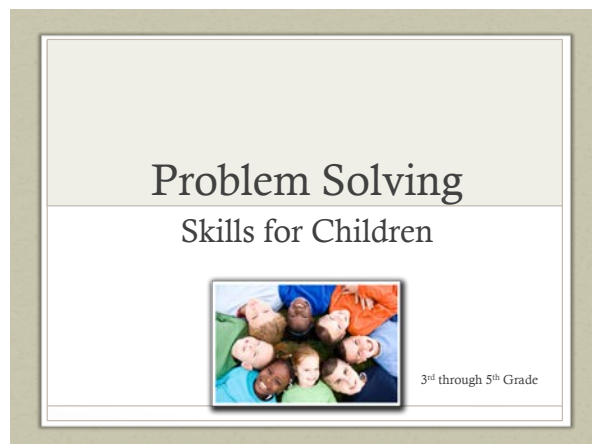 Problem Solving
Skills for Children
3rd through 5th Grade